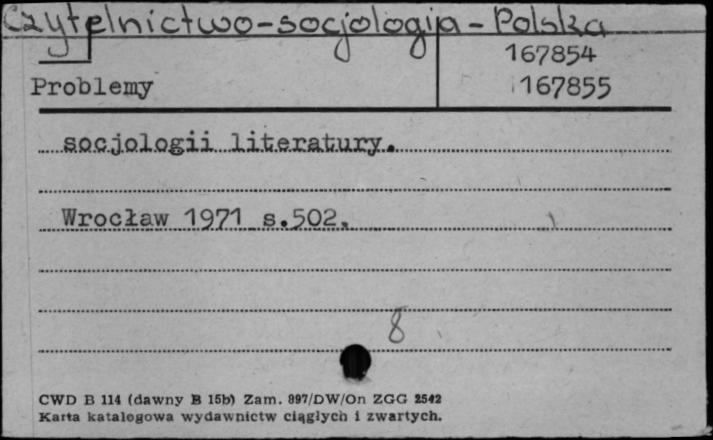 Czytelnictwo-socjologija-Polska
167854
Problemy
167855
socjologii literatury.
Wrocław 1971 s.502.
8
CWD B 114 (dawny B 15b) Zam. 897/DW/On ZGG 2542
Karta katalogowa wydawnictw ciągłych i zwartych.